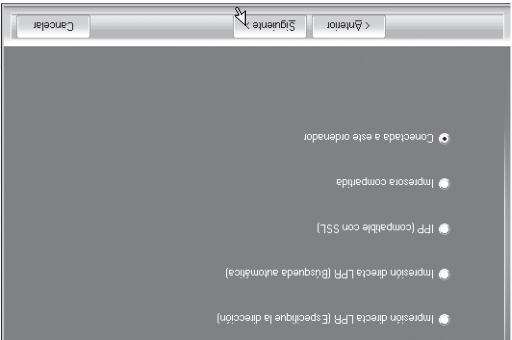 Impresión directa LPR (Especifique la dirección)
Impresión directa LPR (Búsqueda automática)
IPP (compatible con SSL)
Impresora compartida
Conectada a este ordenador
< Anterior
Siguiente >
Cancelar